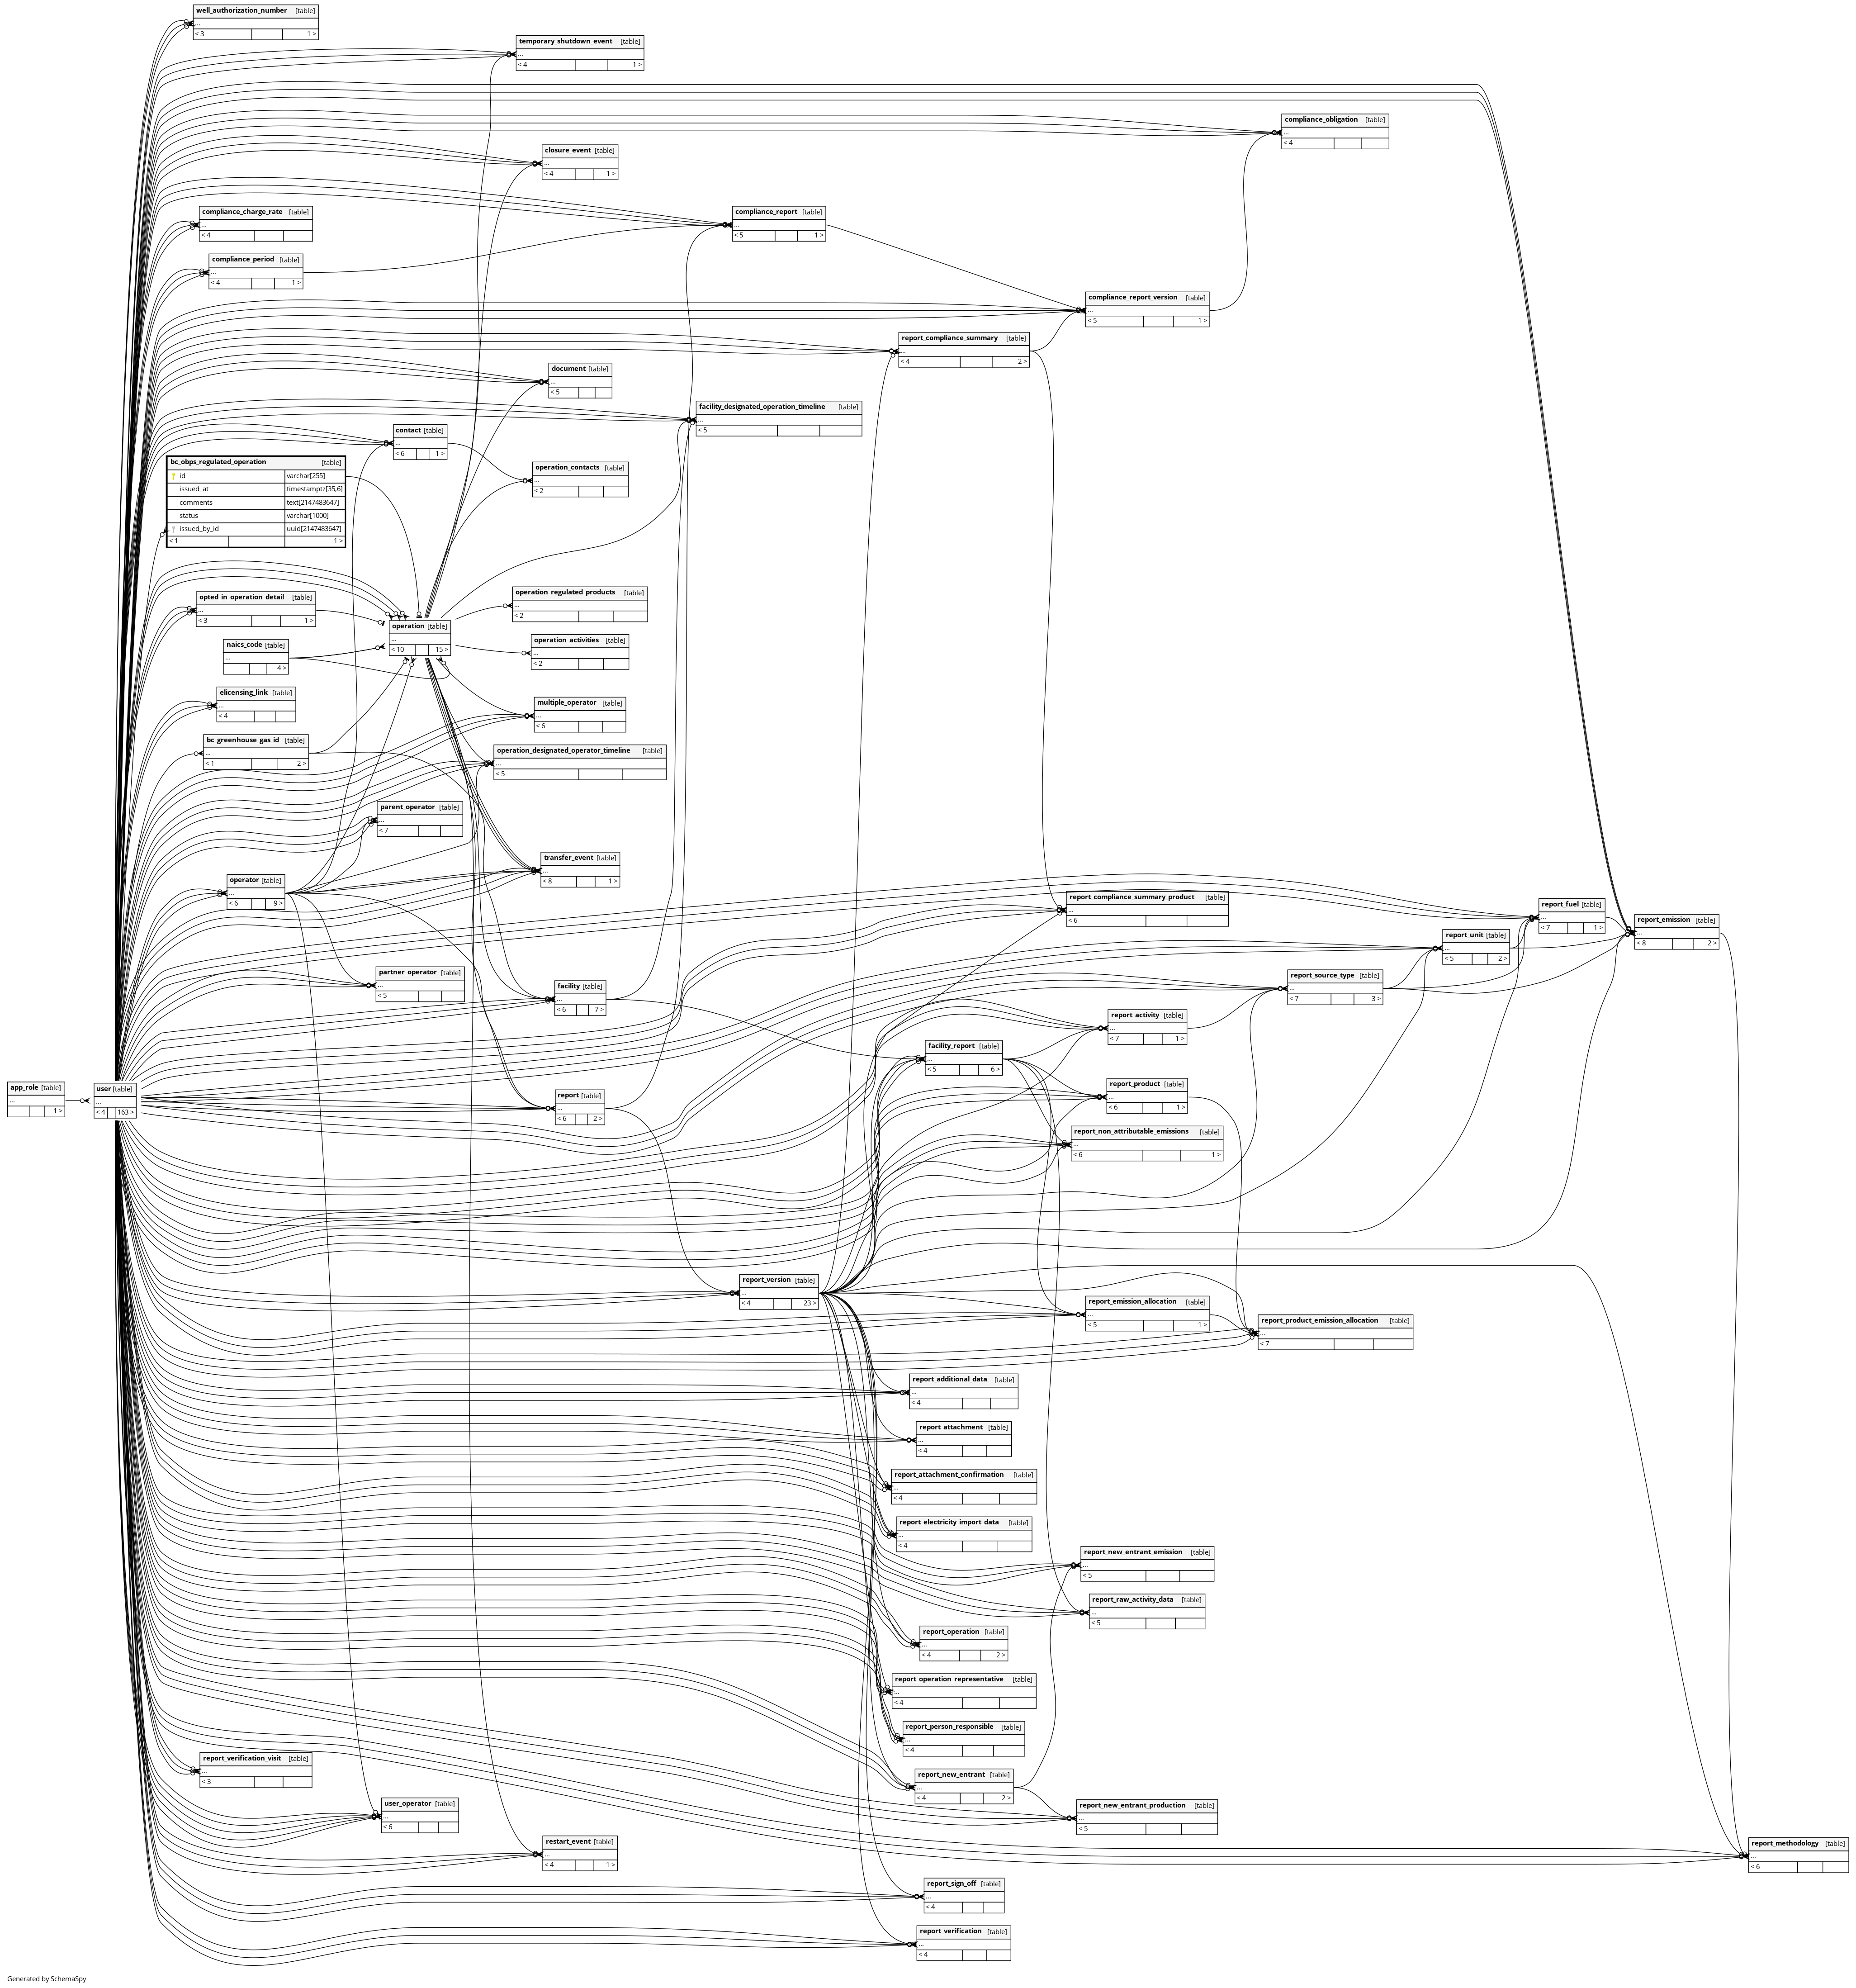 well_authorization_number [table]
...
< 3 1 >
temporary_shutdown_event [table]
...
< 4 1 >
compliance_obligation [table]
...
< 4
closure_event [table]
...
< 4 1 >
compliance_charge_rate [table]
...
< 4
compliance_report [table]
...
< 5 1 >
compliance_period [table]
...
< 4 1 >
compliance_report_version [table]
...
< 5 1 >
report_compliance_summary [table]
...
< 4 2 >
document [table]
...
< 5
facility_designated_operation_timeline [table]
...
< 5
contact [table]
...
< 6 1 >
bc_obps_regulated_operation [table]
id varchar[255]
issued_at timestamptz[35,6]
comments text[2147483647]
status varchar[1000]
issued_by_id uuid[2147483647]
< 1 1 >
operation_contacts [table]
...
< 2
opted_in_operation_detail [table]
...
< 3 1 >
operation_regulated_products [table]
...
< 2
operation [table]
...
< 10 15 >
naics_code [table]
...
4 >
operation_activities [table]
...
< 2
elicensing_link [table]
...
< 4
multiple_operator [table]
...
< 6
bc_greenhouse_gas_id [table]
...
< 1 2 >
operation_designated_operator_timeline [table]
...
< 5
parent_operator [table]
...
< 7
transfer_event [table]
...
< 8 1 >
operator [table]
...
< 6 9 >
report_compliance_summary_product [table]
...
< 6
report_fuel [table]
...
< 7 1 >
report_emission [table]
...
< 8 2 >
report_unit [table]
...
< 5 2 >
partner_operator [table]
...
< 5
facility [table]
...
< 6 7 >
report_source_type [table]
...
< 7 3 >
report_activity [table]
...
< 7 1 >
facility_report [table]
...
< 5 6 >
app_role [table]
...
1 >
user [table]
...
< 4 163 >
report [table]
...
< 6 2 >
report_product [table]
...
< 6 1 >
report_non_attributable_emissions [table]
...
< 6 1 >
report_version [table]
...
< 4 23 >
report_emission_allocation [table]
...
< 5 1 >
report_product_emission_allocation [table]
...
< 7
report_additional_data [table]
...
< 4
report_attachment [table]
...
< 4
report_attachment_confirmation [table]
...
< 4
report_electricity_import_data [table]
...
< 4
report_new_entrant_emission [table]
...
< 5
report_raw_activity_data [table]
...
< 5
report_operation [table]
...
< 4 2 >
report_operation_representative [table]
...
< 4
report_person_responsible [table]
...
< 4
report_verification_visit [table]
...
< 3
report_new_entrant [table]
...
< 4 2 >
user_operator [table]
...
< 6
report_new_entrant_production [table]
...
< 5
restart_event [table]
...
< 4 1 >
report_methodology [table]
...
< 6
report_sign_off [table]
...
< 4
report_verification [table]
...
< 4
Generated by SchemaSpy